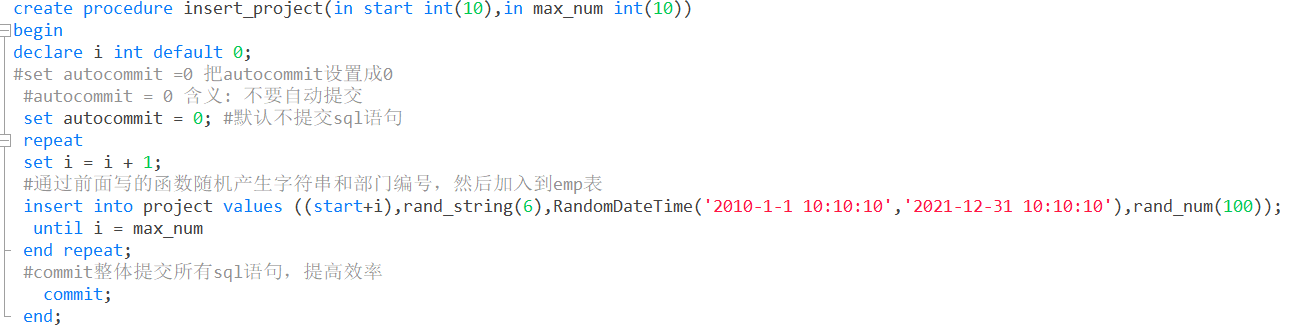 create procedure insert_project(in start int(10),in max_num int(10))
begin
declare i int default 0;
#set autocommit =0 把autocommit设置成0
#autocommit = 0 含义: 不要自动提交
set autocommit = 0; #默认不提交sql语句
repeat
set i = i + 1;
#通过前面写的函数随机产生字符串和部门编号，然后加入到emp表
insert into project values ((start+i),rand_string(6),RandomDateTime('2010-1-1 10:10:10','2021-12-31 10:10:10'),rand_num(100));
until i = max_num
end repeat;
#commit整体提交所有sql语句，提高效率
commit;
end;